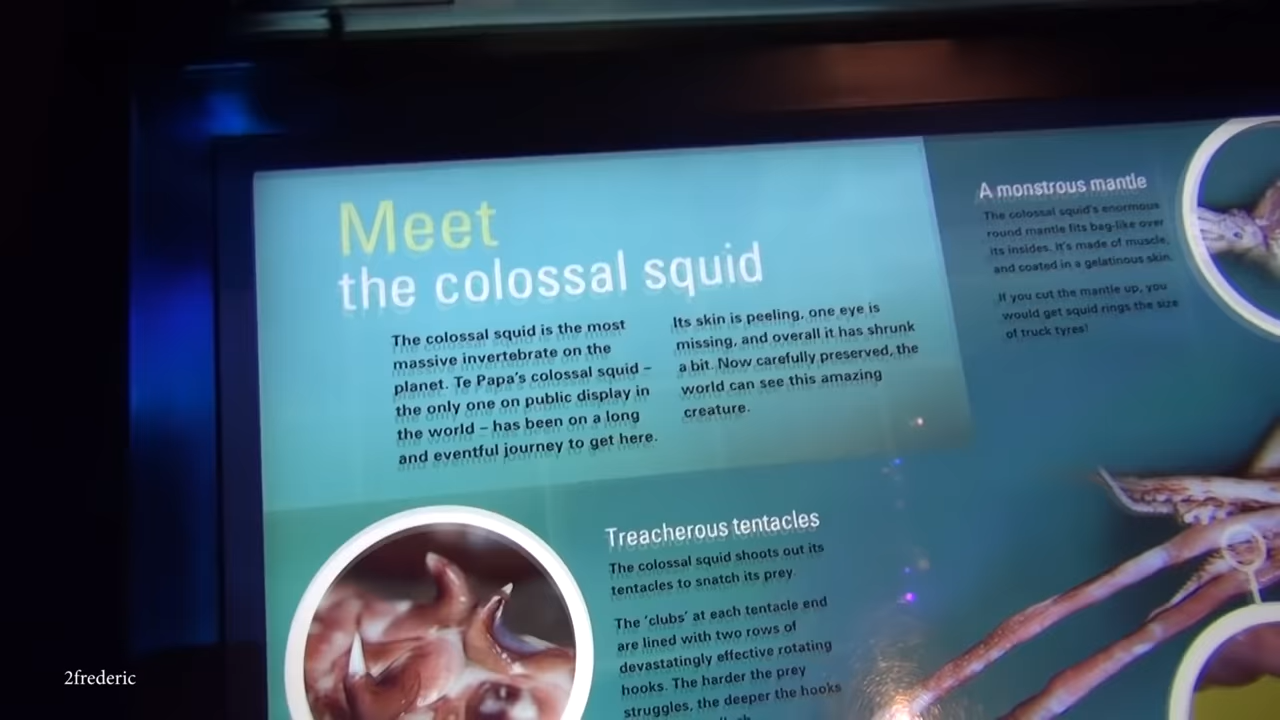 Meet
the colossal squid
The colossal squid is the most
massive invertebrate on the
planet. Te Papa's colossal squid –
the only one on public display in
the world – has been on a long
and eventful journey to get here.
Its skin is peeling, one eye is
missing, and overall it has shrunk
a bit. Now carefully preserved, the
world can see this amazing
creature.
A monstrous mantle
The colossal squid's enormous
round mantle fits bag-like over
its insides. It's made of muscle,
and coated in a gelatinous skin.
If you cut the mantle up, you
would get squid rings the size
of truck tyres!
Treacherous tentacles
The colossal squid shoots out its
tentacles to snatch its prey.
The 'clubs' at each tentacle end
are lined with two rows of
devastatingly effective rotating
hooks. The harder the prey
struggles, the deeper the hooks
2frederic